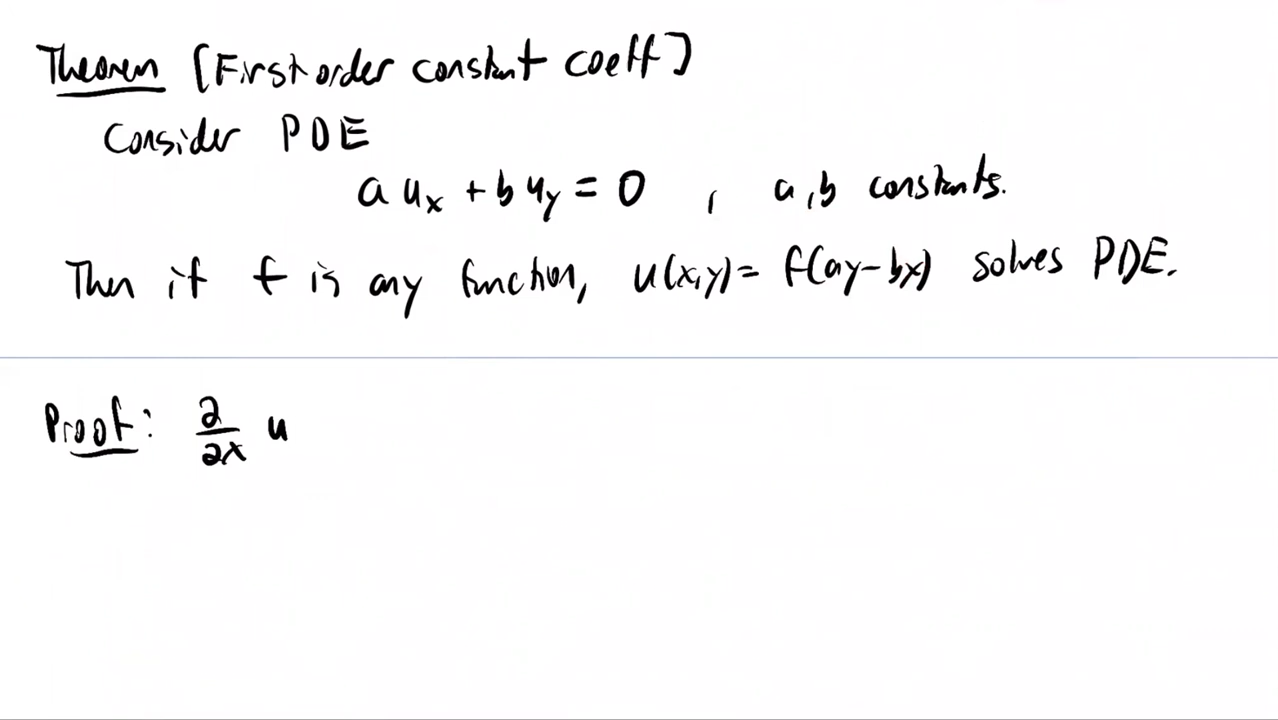 Theorem [First order constant coeff]
Consider PDE
a u_x + b u_y = 0 , a, b constants.
Then if f is any function, u(x,y) = f(ay-bx) solves PDE.
Proof: ∂/∂x u